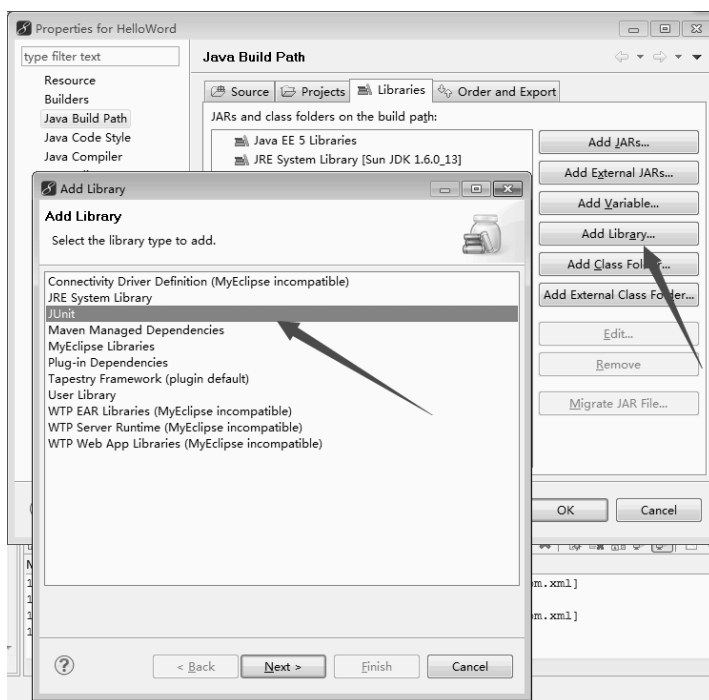 Properties for HelloWord
type filter text
Resource
Builders
Java Build Path
Java Code Style
Java Compiler
Java Build Path
Source Projects Libraries Order and Export
JARs and class folders on the build path:
Java EE 5 Libraries
JRE System Library [Sun JDK 1.6.0_13]
Add JARs...
Add External JARs...
Add Variable...
Add Library...
Add Class Folder...
Add External Class Folder...
Edit...
Remove
Migrate JAR File...
OK Cancel
Add Library
Add Library
Select the library type to add.
Connectivity Driver Definition (MyEclipse incompatible)
JRE System Library
JUnit
Maven Managed Dependencies
MyEclipse Libraries
Plug-in Dependencies
Tapestry Framework (plugin default)
User Library
WTP EAR Libraries (MyEclipse incompatible)
WTP Server Runtime (MyEclipse incompatible)
WTP Web App Libraries (MyEclipse incompatible)
< Back Next > Finish Cancel
m.xml]
m.xml]